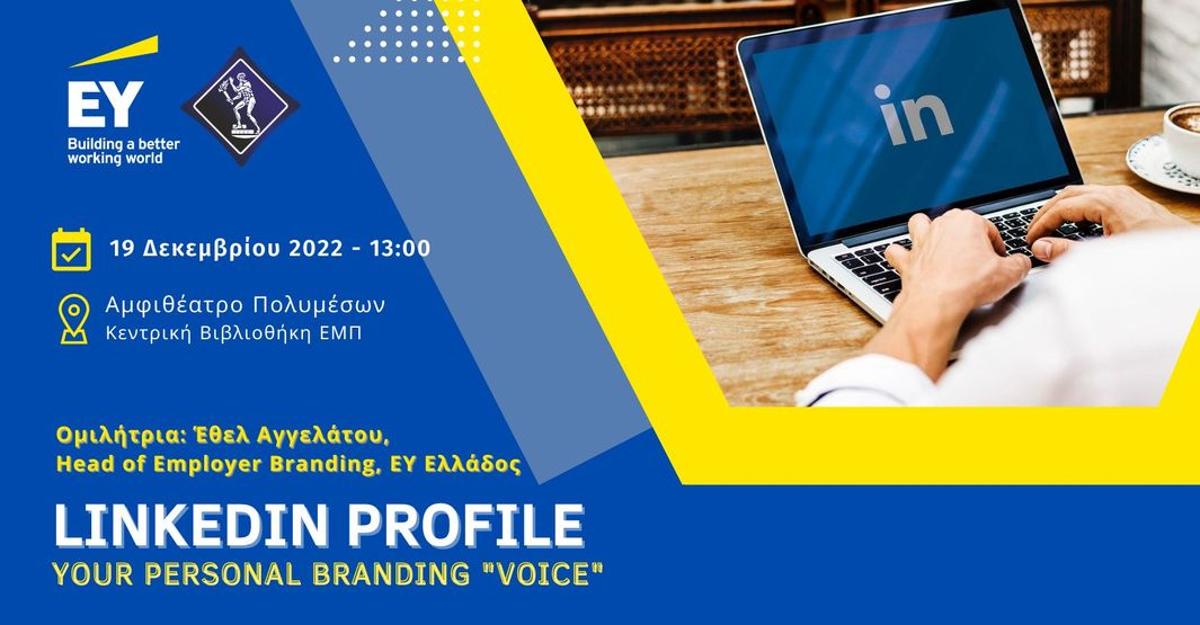 EY
Building a better
working world
19 Δεκεμβρίου 2022 - 13:00
Αμφιθέατρο Πολυμέσων
Κεντρική Βιβλιοθήκη ΕΜΠ
Ομιλήτρια: Έθελ Αγγελάτου,
Head of Employer Branding, EY Ελλάδος
LINKEDIN PROFILE
YOUR PERSONAL BRANDING "VOICE"
in